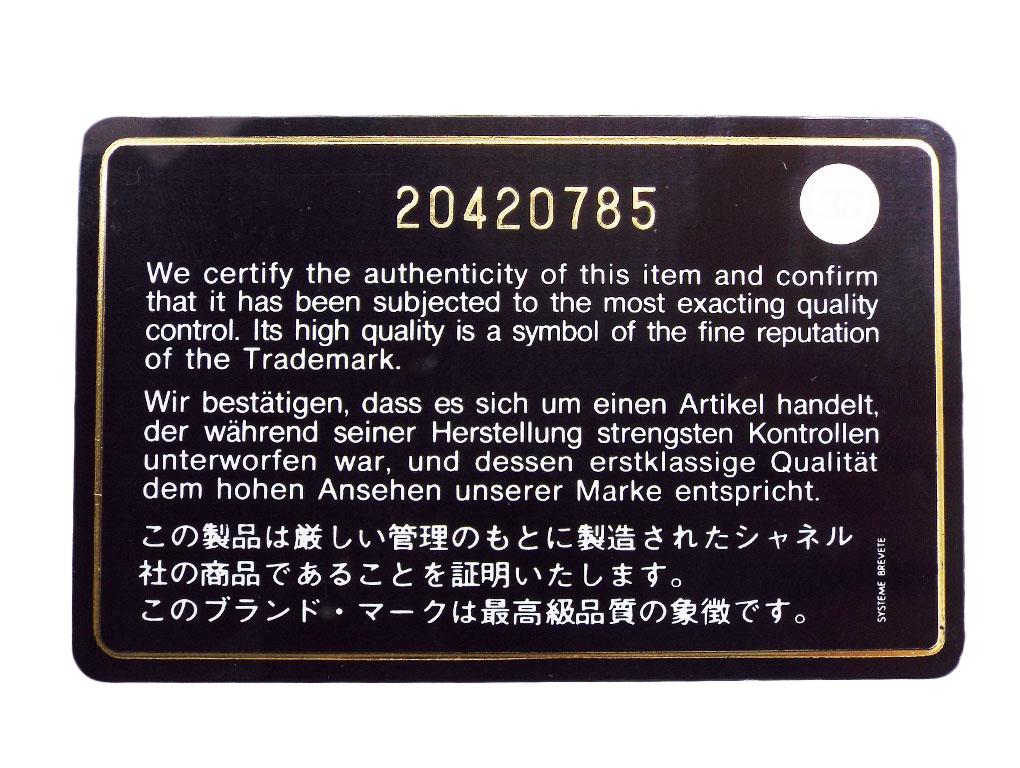 20420785
We certify the authenticity of this item and confirm
that it has been subjected to the most exacting quality
control. Its high quality is a symbol of the fine reputation
of the Trademark.
Wir bestätigen, dass es sich um einen Artikel handelt,
der während seiner Herstellung strengsten Kontrollen
unterworfen war, und dessen erstklassige Qualität
dem hohen Ansehen unserer Marke entspricht.
この製品は厳しい管理のもとに製造されたシャネル
社の商品であることを証明いたします。
このブランド・マークは最高級品質の象徴です。
SYSTEME BREVETE